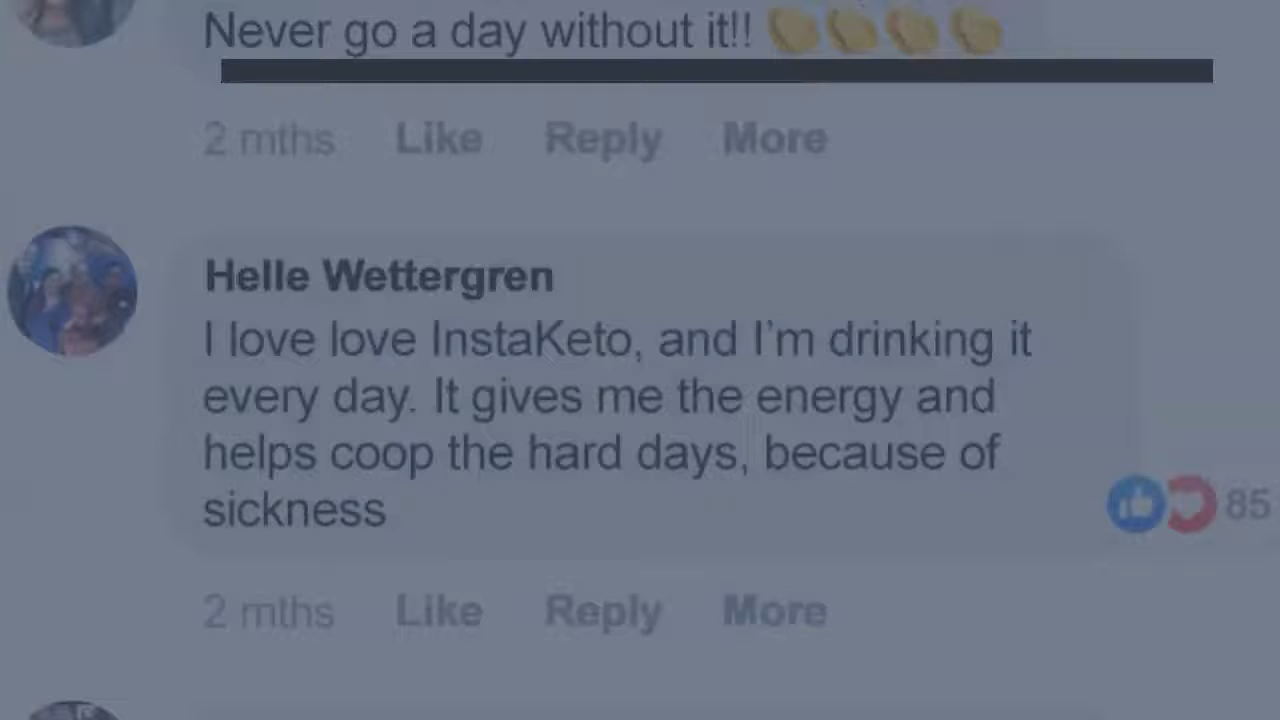 Never go a day without it!! 👏👏👏👏
2 mths Like Reply More
Helle Wettergren
I love love InstaKeto, and I'm drinking it
every day. It gives me the energy and
helps coop the hard days, because of
sickness
85
2 mths Like Reply More